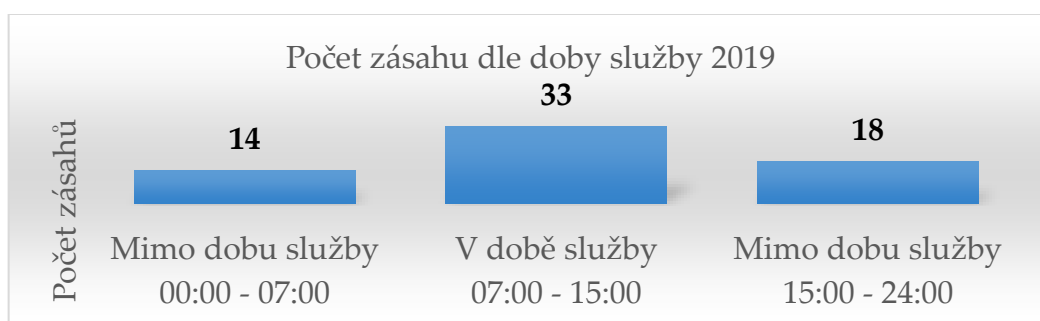 Počet zásahu dle doby služby 2019
Počet zásahů
14
33
18
Mimo dobu služby
00:00 - 07:00
V době služby
07:00 - 15:00
Mimo dobu služby
15:00 - 24:00